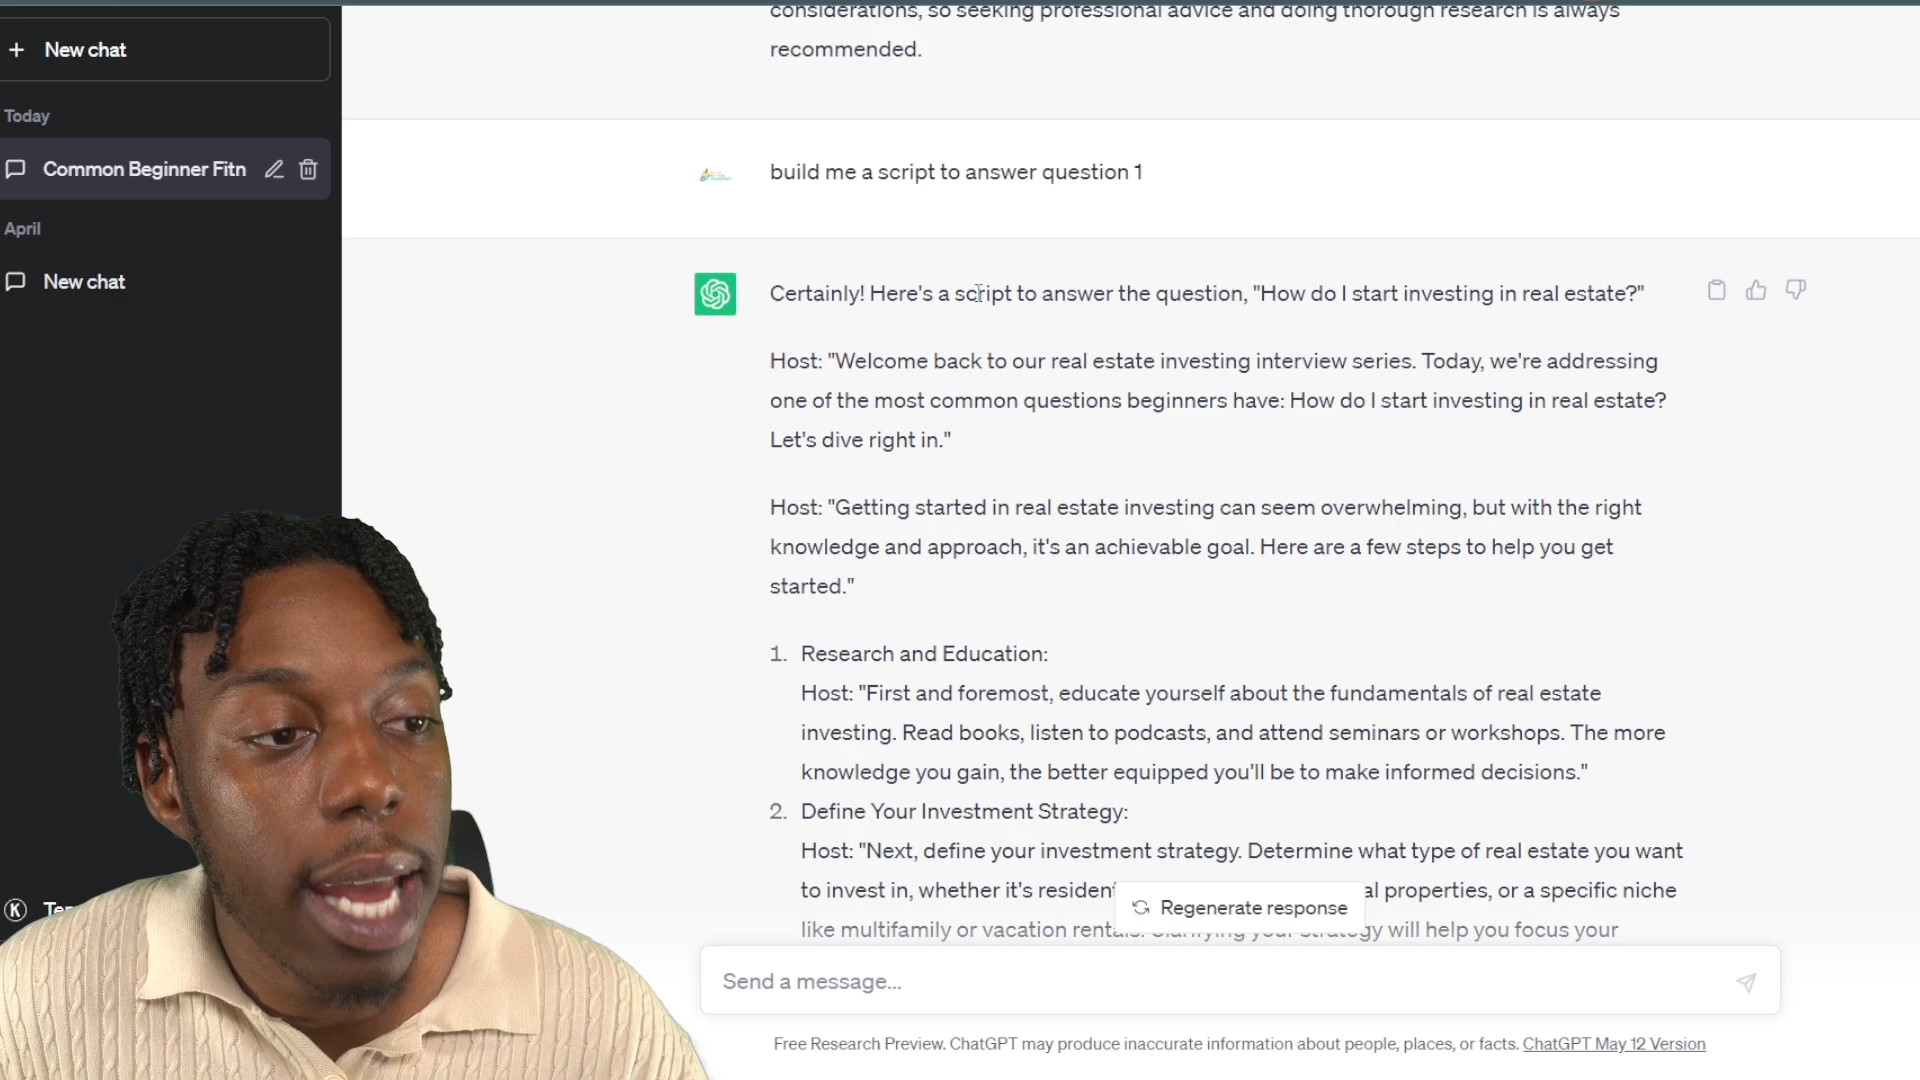 considerations, so seeking professional advice and doing thorough research is always
recommended.
New chat
Today
Common Beginner Fitn
April
New chat
build me a script to answer question 1
Certainly! Here's a script to answer the question, "How do I start investing in real estate?"
Host: "Welcome back to our real estate investing interview series. Today, we're addressing
one of the most common questions beginners have: How do I start investing in real estate?
Let's dive right in."
Host: "Getting started in real estate investing can seem overwhelming, but with the right
knowledge and approach, it's an achievable goal. Here are a few steps to help you get
started."
1. Research and Education:
Host: "First and foremost, educate yourself about the fundamentals of real estate
investing. Read books, listen to podcasts, and attend seminars or workshops. The more
knowledge you gain, the better equipped you'll be to make informed decisions."
2. Define Your Investment Strategy:
Host: "Next, define your investment strategy. Determine what type of real estate you want
to invest in, whether it's resident al properties, or a specific niche
like multifamily or vacation rentals. Clarifying your strategy will help you focus your
Regenerate response
K
Send a message...
Free Research Preview. ChatGPT may produce inaccurate information about people, places, or facts. ChatGPT May 12 Version